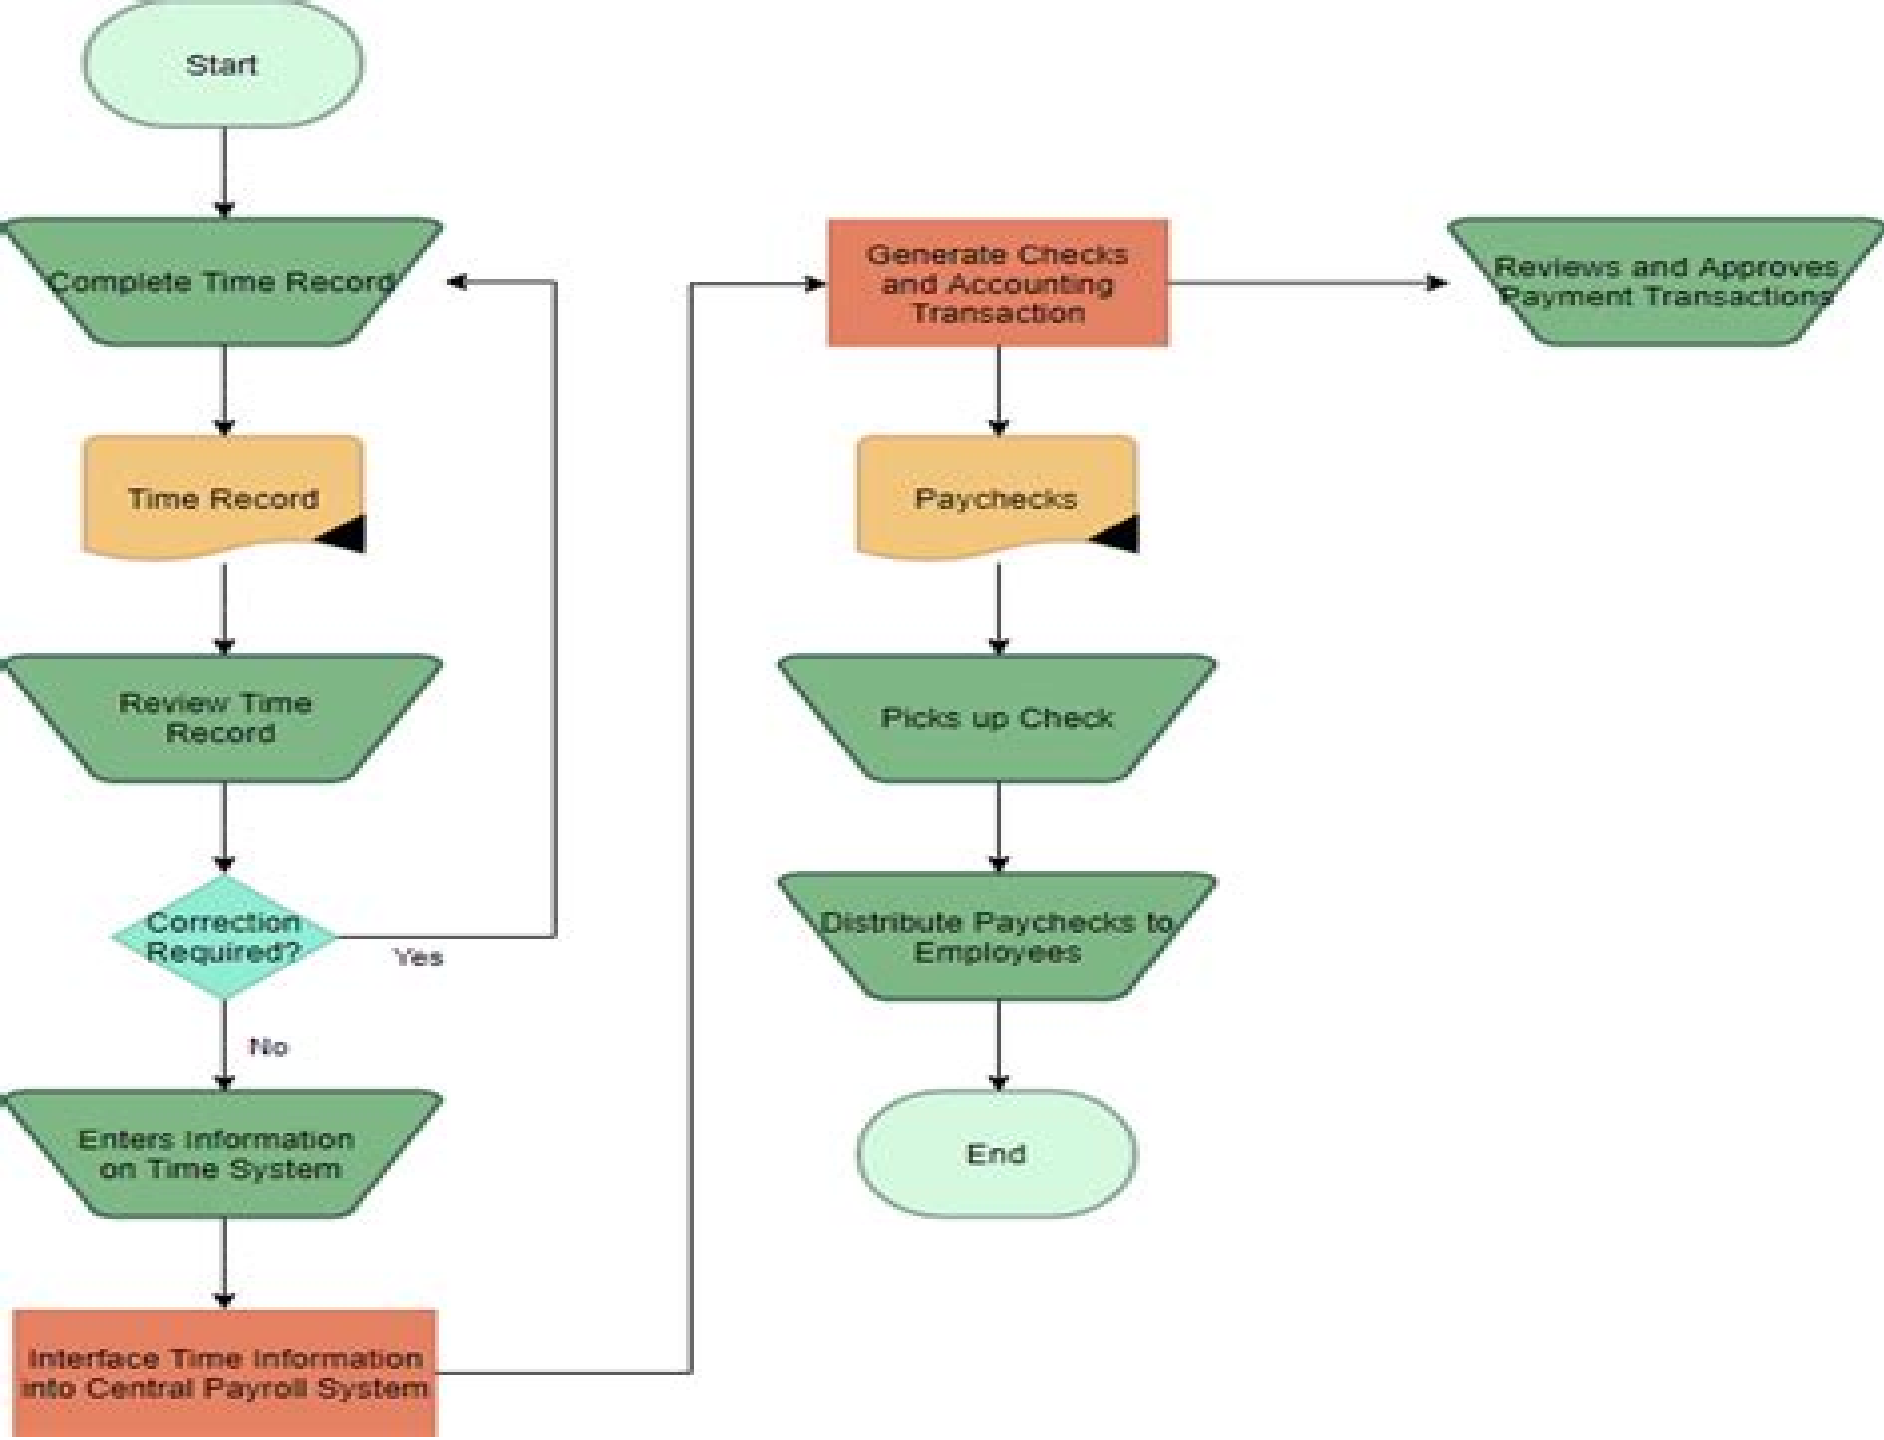 Start
Complete Time Record
Time Record
Review Time
Record
Correction
Required?
Yes
No
Enters Information
on Time System
Interface Time Information
into Central Payroll System
Generate Checks
and Accounting
Transaction
Paychecks
Picks up Check
Distribute Paychecks to
Employees
End
Reviews and Approves
Payment Transactions